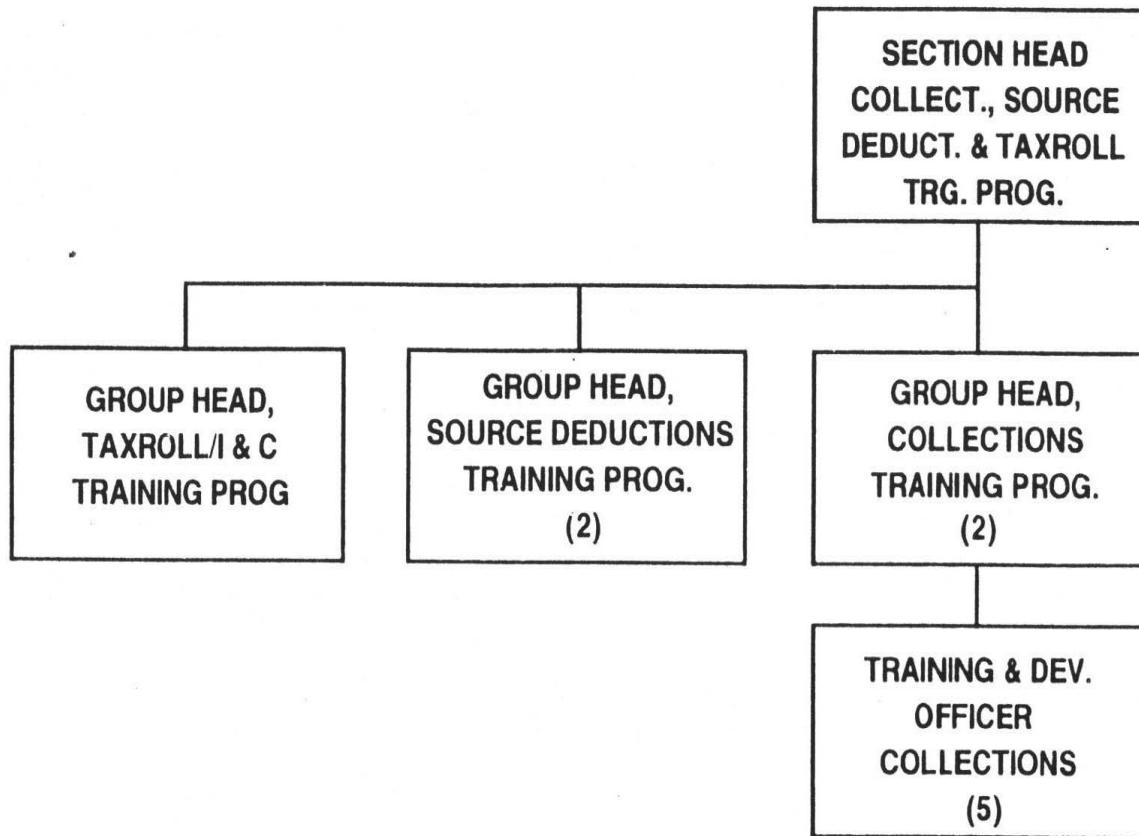 SECTION HEAD
COLLECT., SOURCE
DEDUCT. & TAXROLL
TRG. PROG.
GROUP HEAD,
TAXROLL/I & C
TRAINING PROG
GROUP HEAD,
SOURCE DEDUCTIONS
TRAINING PROG.
(2)
GROUP HEAD,
COLLECTIONS
TRAINING PROG.
(2)
TRAINING & DEV.
OFFICER
COLLECTIONS
(5)